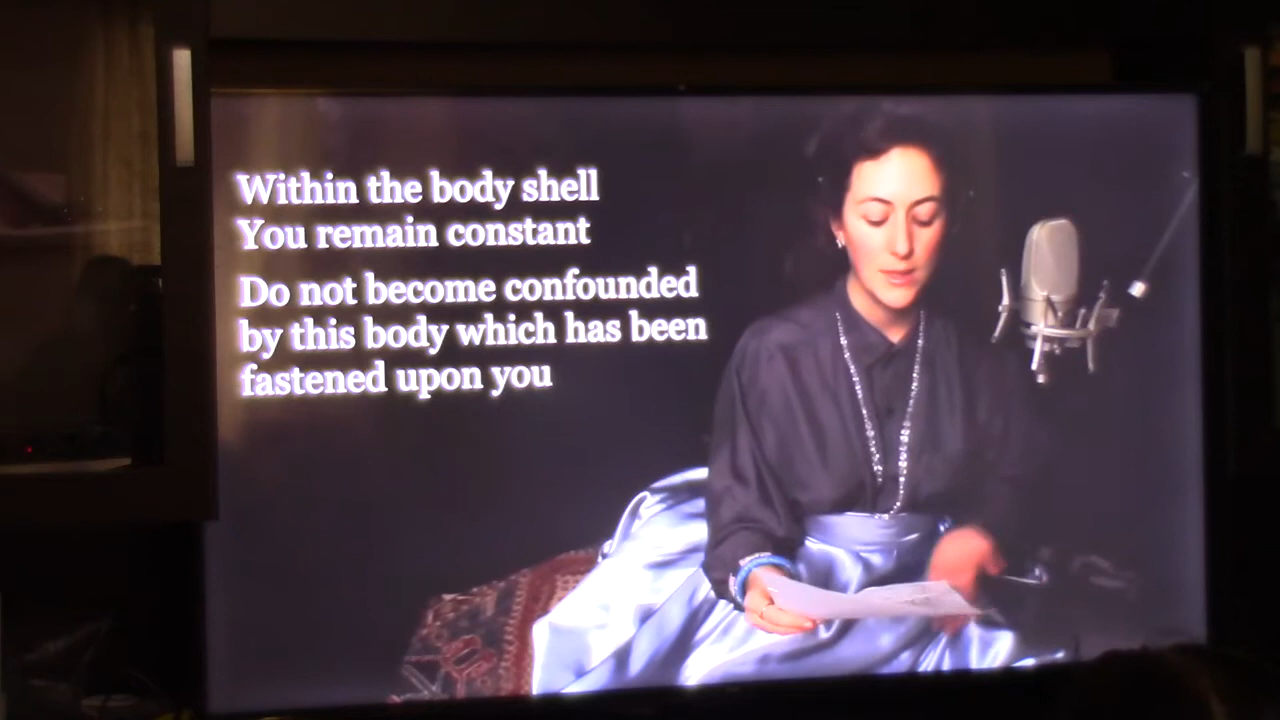 Within the body shell
You remain constant
Do not become confounded
by this body which has been
fastened upon you